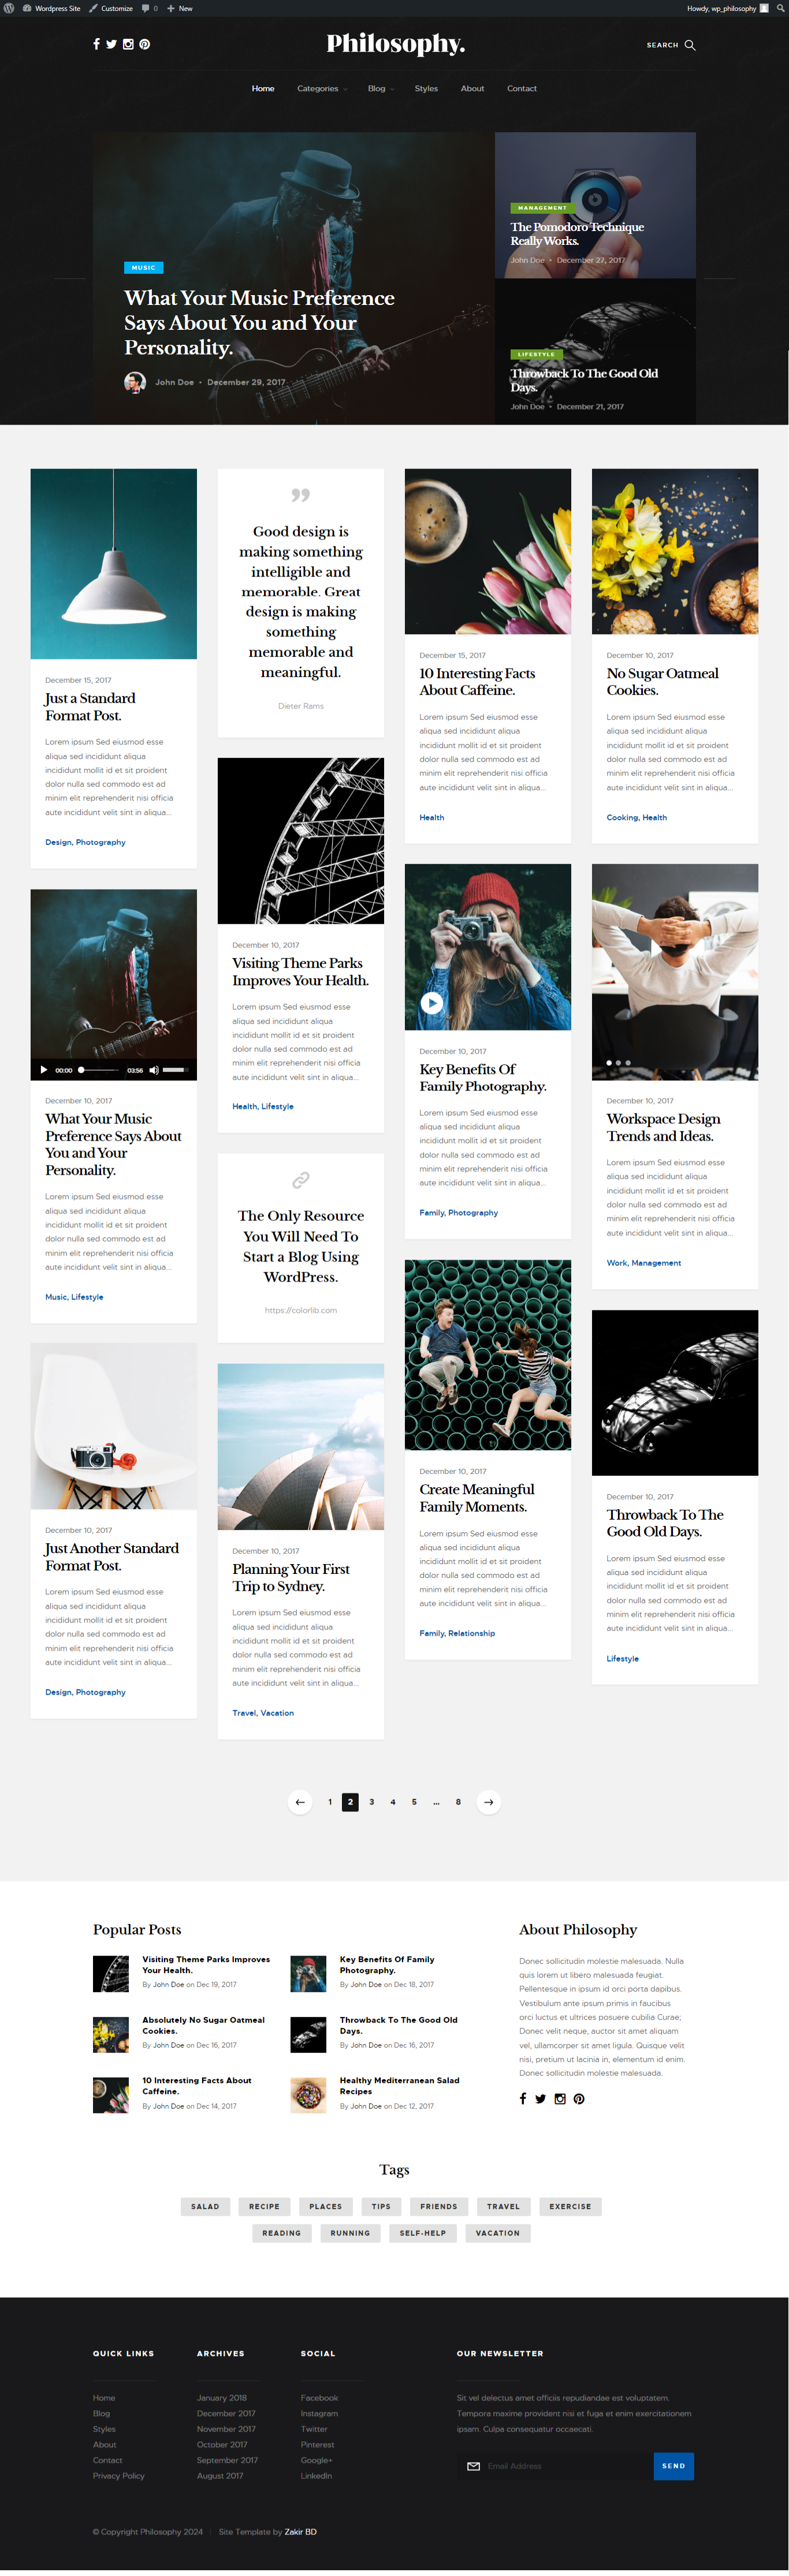 Wordpress Site Customize 0 New Howdy, wp_philosophy
Philosophy.
SEARCH
Home Categories Blog Styles About Contact
MUSIC
What Your Music Preference
Says About You and Your
Personality.
John Doe • December 29, 2017
MANAGEMENT
The Pomodoro Technique
Really Works.
John Doe • December 27, 2017
LIFESTYLE
Throwback To The Good Old
Days.
John Doe • December 21, 2017
December 15, 2017
Just a Standard
Format Post.
Lorem ipsum Sed eiusmod esse
aliqua sed incididunt aliqua
incididunt mollit id et sit proident
dolor nulla sed commodo est ad
minim elit reprehenderit nisi officia
aute incididunt velit sint in aliqua...
Design, Photography
Good design is
making something
intelligible and
memorable. Great
design is making
something
memorable and
meaningful.
Dieter Rams
December 15, 2017
10 Interesting Facts
About Caffeine.
Lorem ipsum Sed eiusmod esse
aliqua sed incididunt aliqua
incididunt mollit id et sit proident
dolor nulla sed commodo est ad
minim elit reprehenderit nisi officia
aute incididunt velit sint in aliqua...
Health
December 10, 2017
No Sugar Oatmeal
Cookies.
Lorem ipsum Sed eiusmod esse
aliqua sed incididunt aliqua
incididunt mollit id et sit proident
dolor nulla sed commodo est ad
minim elit reprehenderit nisi officia
aute incididunt velit sint in aliqua...
Cooking, Health
00:00 03:56
December 10, 2017
What Your Music
Preference Says About
You and Your
Personality.
Lorem ipsum Sed eiusmod esse
aliqua sed incididunt aliqua
incididunt mollit id et sit proident
dolor nulla sed commodo est ad
minim elit reprehenderit nisi officia
aute incididunt velit sint in aliqua...
Music, Lifestyle
December 10, 2017
Visiting Theme Parks
Improves Your Health.
Lorem ipsum Sed eiusmod esse
aliqua sed incididunt aliqua
incididunt mollit id et sit proident
dolor nulla sed commodo est ad
minim elit reprehenderit nisi officia
aute incididunt velit sint in aliqua...
Health, Lifestyle
December 10, 2017
Key Benefits Of
Family Photography.
Lorem ipsum Sed eiusmod esse
aliqua sed incididunt aliqua
incididunt mollit id et sit proident
dolor nulla sed commodo est ad
minim elit reprehenderit nisi officia
aute incididunt velit sint in aliqua...
Family, Photography
December 10, 2017
Workspace Design
Trends and Ideas.
Lorem ipsum Sed eiusmod esse
aliqua sed incididunt aliqua
incididunt mollit id et sit proident
dolor nulla sed commodo est ad
minim elit reprehenderit nisi officia
aute incididunt velit sint in aliqua...
Work, Management
The Only Resource
You Will Need To
Start a Blog Using
WordPress.
https://colorlib.com
December 10, 2017
Just Another Standard
Format Post.
Lorem ipsum Sed eiusmod esse
aliqua sed incididunt aliqua
incididunt mollit id et sit proident
dolor nulla sed commodo est ad
minim elit reprehenderit nisi officia
aute incididunt velit sint in aliqua...
Design, Photography
December 10, 2017
Planning Your First
Trip to Sydney.
Lorem ipsum Sed eiusmod esse
aliqua sed incididunt aliqua
incididunt mollit id et sit proident
dolor nulla sed commodo est ad
minim elit reprehenderit nisi officia
aute incididunt velit sint in aliqua...
Travel, Vacation
December 10, 2017
Create Meaningful
Family Moments.
Lorem ipsum Sed eiusmod esse
aliqua sed incididunt aliqua
incididunt mollit id et sit proident
dolor nulla sed commodo est ad
minim elit reprehenderit nisi officia
aute incididunt velit sint in aliqua...
Family, Relationship
December 10, 2017
Throwback To The
Good Old Days.
Lorem ipsum Sed eiusmod esse
aliqua sed incididunt aliqua
incididunt mollit id et sit proident
dolor nulla sed commodo est ad
minim elit reprehenderit nisi officia
aute incididunt velit sint in aliqua...
Lifestyle
1 2 3 4 5 ... 8
Popular Posts
Visiting Theme Parks Improves
Your Health.
By John Doe on Dec 19, 2017
Key Benefits Of Family
Photography.
By John Doe on Dec 18, 2017
Absolutely No Sugar Oatmeal
Cookies.
By John Doe on Dec 16, 2017
Throwback To The Good Old
Days.
By John Doe on Dec 16, 2017
10 Interesting Facts About
Caffeine.
By John Doe on Dec 14, 2017
Healthy Mediterranean Salad
Recipes
By John Doe on Dec 12, 2017
About Philosophy
Donec sollicitudin molestie malesuada. Nulla
quis lorem ut libero malesuada feugiat.
Pellentesque in ipsum id orci porta dapibus.
Vestibulum ante ipsum primis in faucibus
orci luctus et ultrices posuere cubilia Curae;
Donec velit neque, auctor sit amet aliquam
vel, ullamcorper sit amet ligula. Quisque velit
nisi, pretium ut lacinia in, elementum id enim.
Donec sollicitudin molestie malesuada.
Tags
SALAD RECIPE PLACES TIPS FRIENDS TRAVEL EXERCISE
READING RUNNING SELF-HELP VACATION
QUICK LINKS
Home
Blog
Styles
About
Contact
Privacy Policy
ARCHIVES
January 2018
December 2017
November 2017
October 2017
September 2017
August 2017
SOCIAL
Facebook
Instagram
Twitter
Pinterest
Google+
LinkedIn
OUR NEWSLETTER
Sit vel delectus amet officiis repudiandae est voluptatem.
Tempora maxime provident nisi et fuga et enim exercitationem
ipsam. Culpa consequatur occaecati.
Email Address
SEND
© Copyright Philosophy 2024 Site Template by Zakir BD